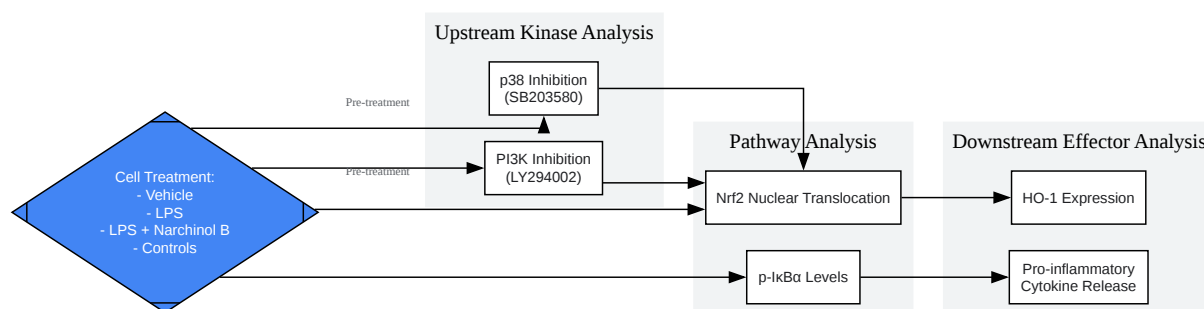 Upstream Kinase Analysis
p38 Inhibition
(SB203580)
Pre-treatment
PI3K Inhibition
(LY294002)
Pre-treatment
Cell Treatment:
- Vehicle
- LPS
- LPS + Narchinol B
- Controls
Pathway Analysis
Nrf2 Nuclear Translocation
p-IκBα Levels
Downstream Effector Analysis
HO-1 Expression
Pro-inflammatory
Cytokine Release